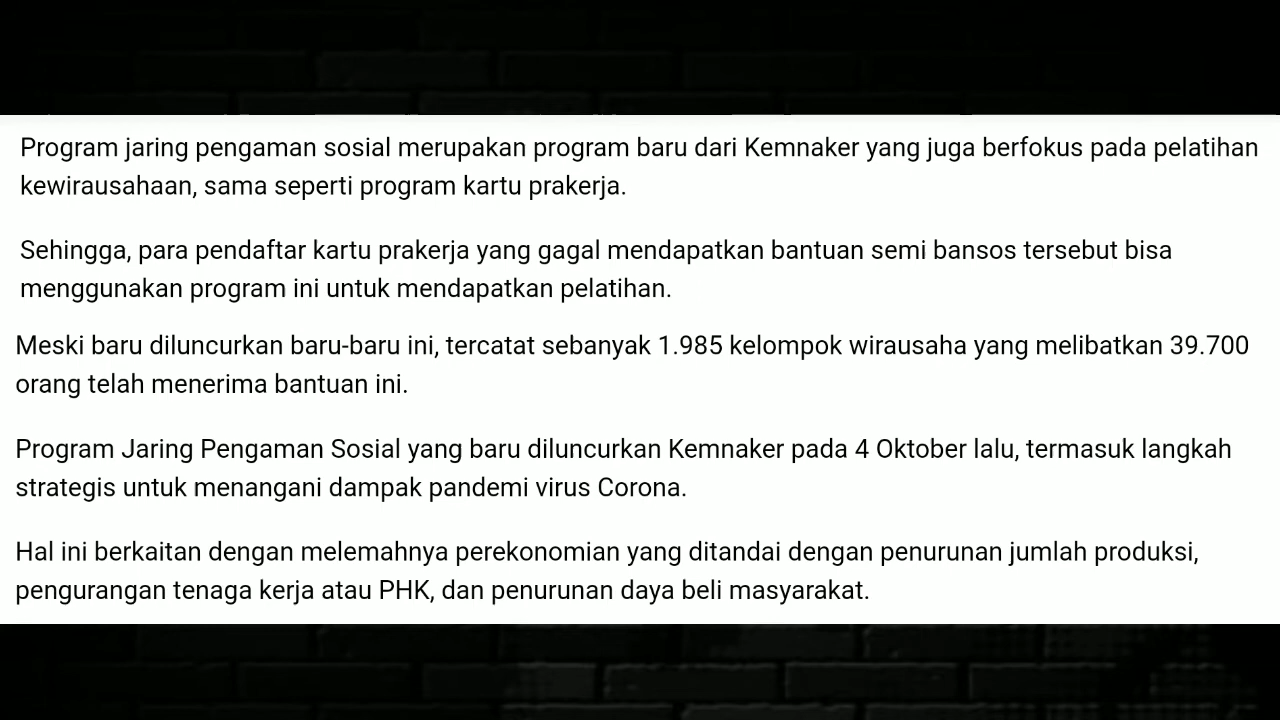 Program jaring pengaman sosial merupakan program baru dari Kemnaker yang juga berfokus pada pelatihan
kewirausahaan, sama seperti program kartu prakerja.
Sehingga, para pendaftar kartu prakerja yang gagal mendapatkan bantuan semi bansos tersebut bisa
menggunakan program ini untuk mendapatkan pelatihan.
Meski baru diluncurkan baru-baru ini, tercatat sebanyak 1.985 kelompok wirausaha yang melibatkan 39.700
orang telah menerima bantuan ini.
Program Jaring Pengaman Sosial yang baru diluncurkan Kemnaker pada 4 Oktober lalu, termasuk langkah
strategis untuk menangani dampak pandemi virus Corona.
Hal ini berkaitan dengan melemahnya perekonomian yang ditandai dengan penurunan jumlah produksi,
pengurangan tenaga kerja atau PHK, dan penurunan daya beli masyarakat.